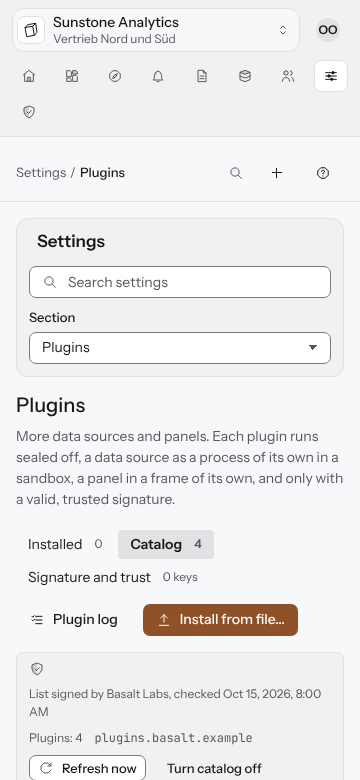 Sunstone Analytics
Vertrieb Nord und Süd
OO
Settings / Plugins
Settings
Search settings
Section
Plugins
Plugins
More data sources and panels. Each plugin runs
sealed off, a data source as a process of its own in a
sandbox, a panel in a frame of its own, and only with
a valid, trusted signature.
Installed 0 Catalog 4
Signature and trust 0 keys
Plugin log Install from file...
List signed by Basalt Labs, checked Oct 15, 2026, 8:00
AM
Plugins: 4 plugins.basalt.example
Refresh now Turn catalog off